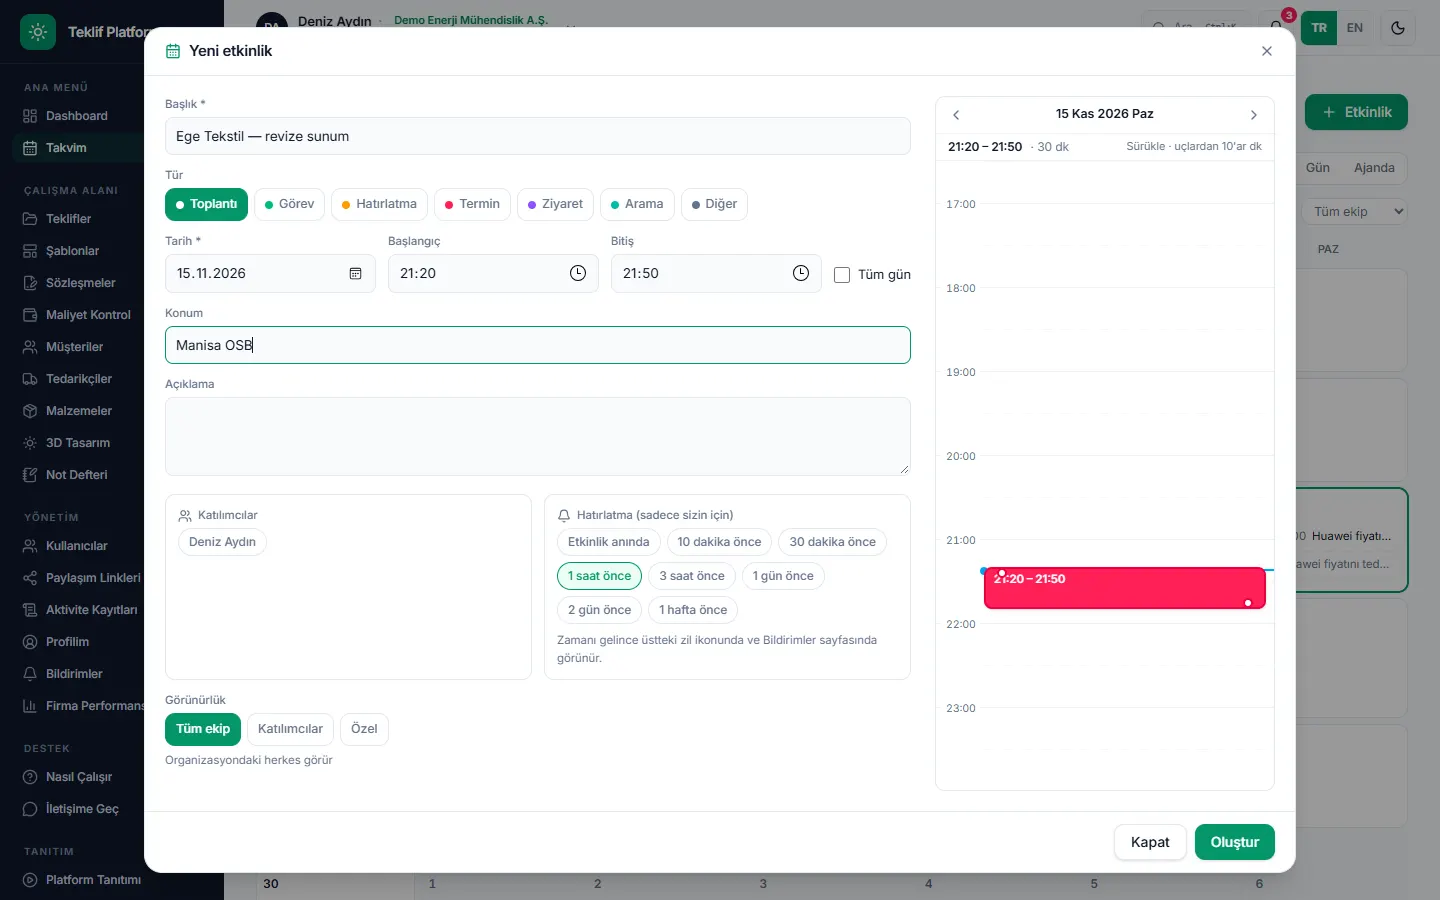 Teklif Platfor
Deniz Aydın · Demo Enerji Mühendislik A.Ş.
3
TR
EN
ANA MENÜ
Dashboard
Takvim
ÇALIŞMA ALANI
Teklifler
Şablonlar
Sözleşmeler
Maliyet Kontrol
Müşteriler
Tedarikçiler
Malzemeler
3D Tasarım
Not Defteri
YÖNETİM
Kullanıcılar
Paylaşım Linkleri
Aktivite Kayıtları
Profilim
Bildirimler
Firma Performans
DESTEK
Nasıl Çalışır
İletişime Geç
TANITIM
Platform Tanıtımı
Yeni etkinlik
Başlık *
Ege Tekstil — revize sunum
Tür
Toplantı
Görev
Hatırlatma
Termin
Ziyaret
Arama
Diğer
Tarih *
Başlangıç
Bitiş
15.11.2026
21:20
21:50
Tüm gün
Konum
Manisa OSB
Açıklama
Katılımcılar
Deniz Aydın
Hatırlatma (sadece sizin için)
Etkinlik anında
10 dakika önce
30 dakika önce
1 saat önce
3 saat önce
1 gün önce
2 gün önce
1 hafta önce
Zamanı gelince üstteki zil ikonunda ve Bildirimler sayfasında
görünür.
Görünürlük
Tüm ekip
Katılımcılar
Özel
Organizasyondaki herkes görür
15 Kas 2026 Paz
21:20 – 21:50 · 30 dk
Sürükle · uçlardan 10'ar dk
17:00
18:00
19:00
20:00
21:00
21:20 – 21:50
22:00
23:00
Kapat
Oluştur
+ Etkinlik
Gün
Ajanda
Tüm ekip
PAZ
Huawei fiyatı...
awei fiyatını ted...
30
1
2
3
4
5
6